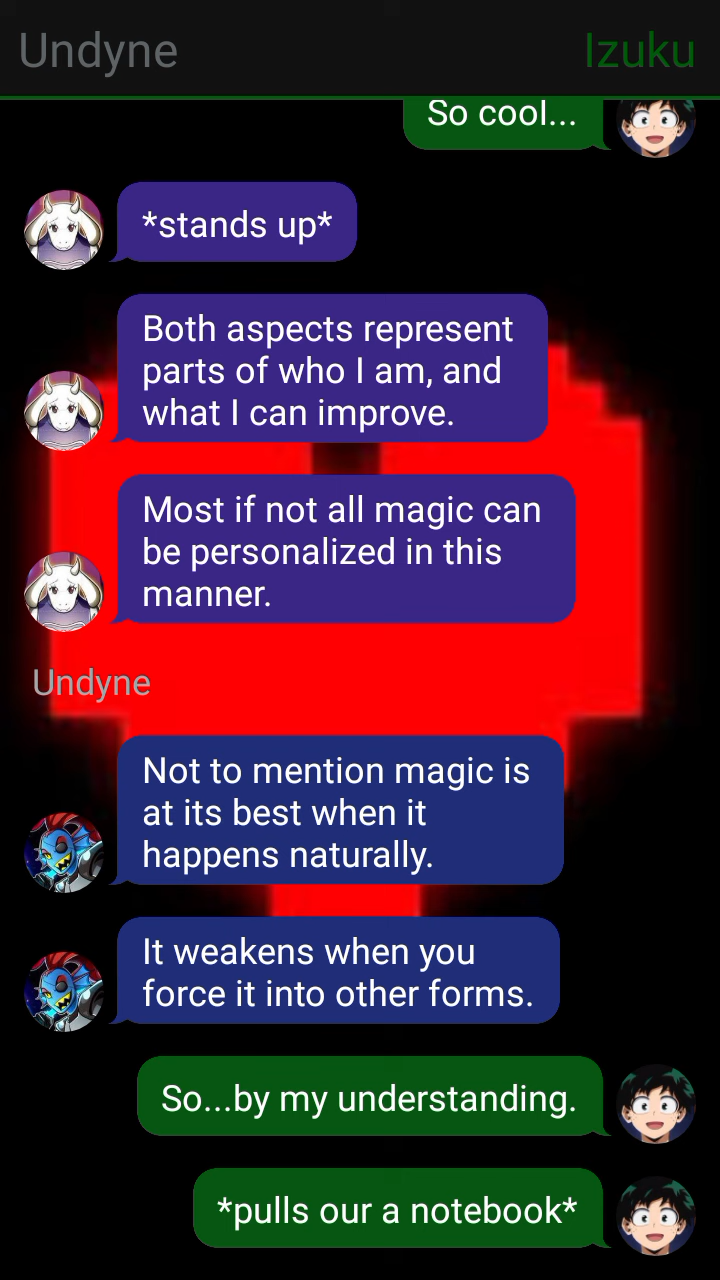 Undyne
Izuku
So cool...
*stands up*
Both aspects represent
parts of who I am, and
what I can improve.
Most if not all magic can
be personalized in this
manner.
Undyne
Not to mention magic is
at its best when it
happens naturally.
It weakens when you
force it into other forms.
So...by my understanding.
*pulls our a notebook*